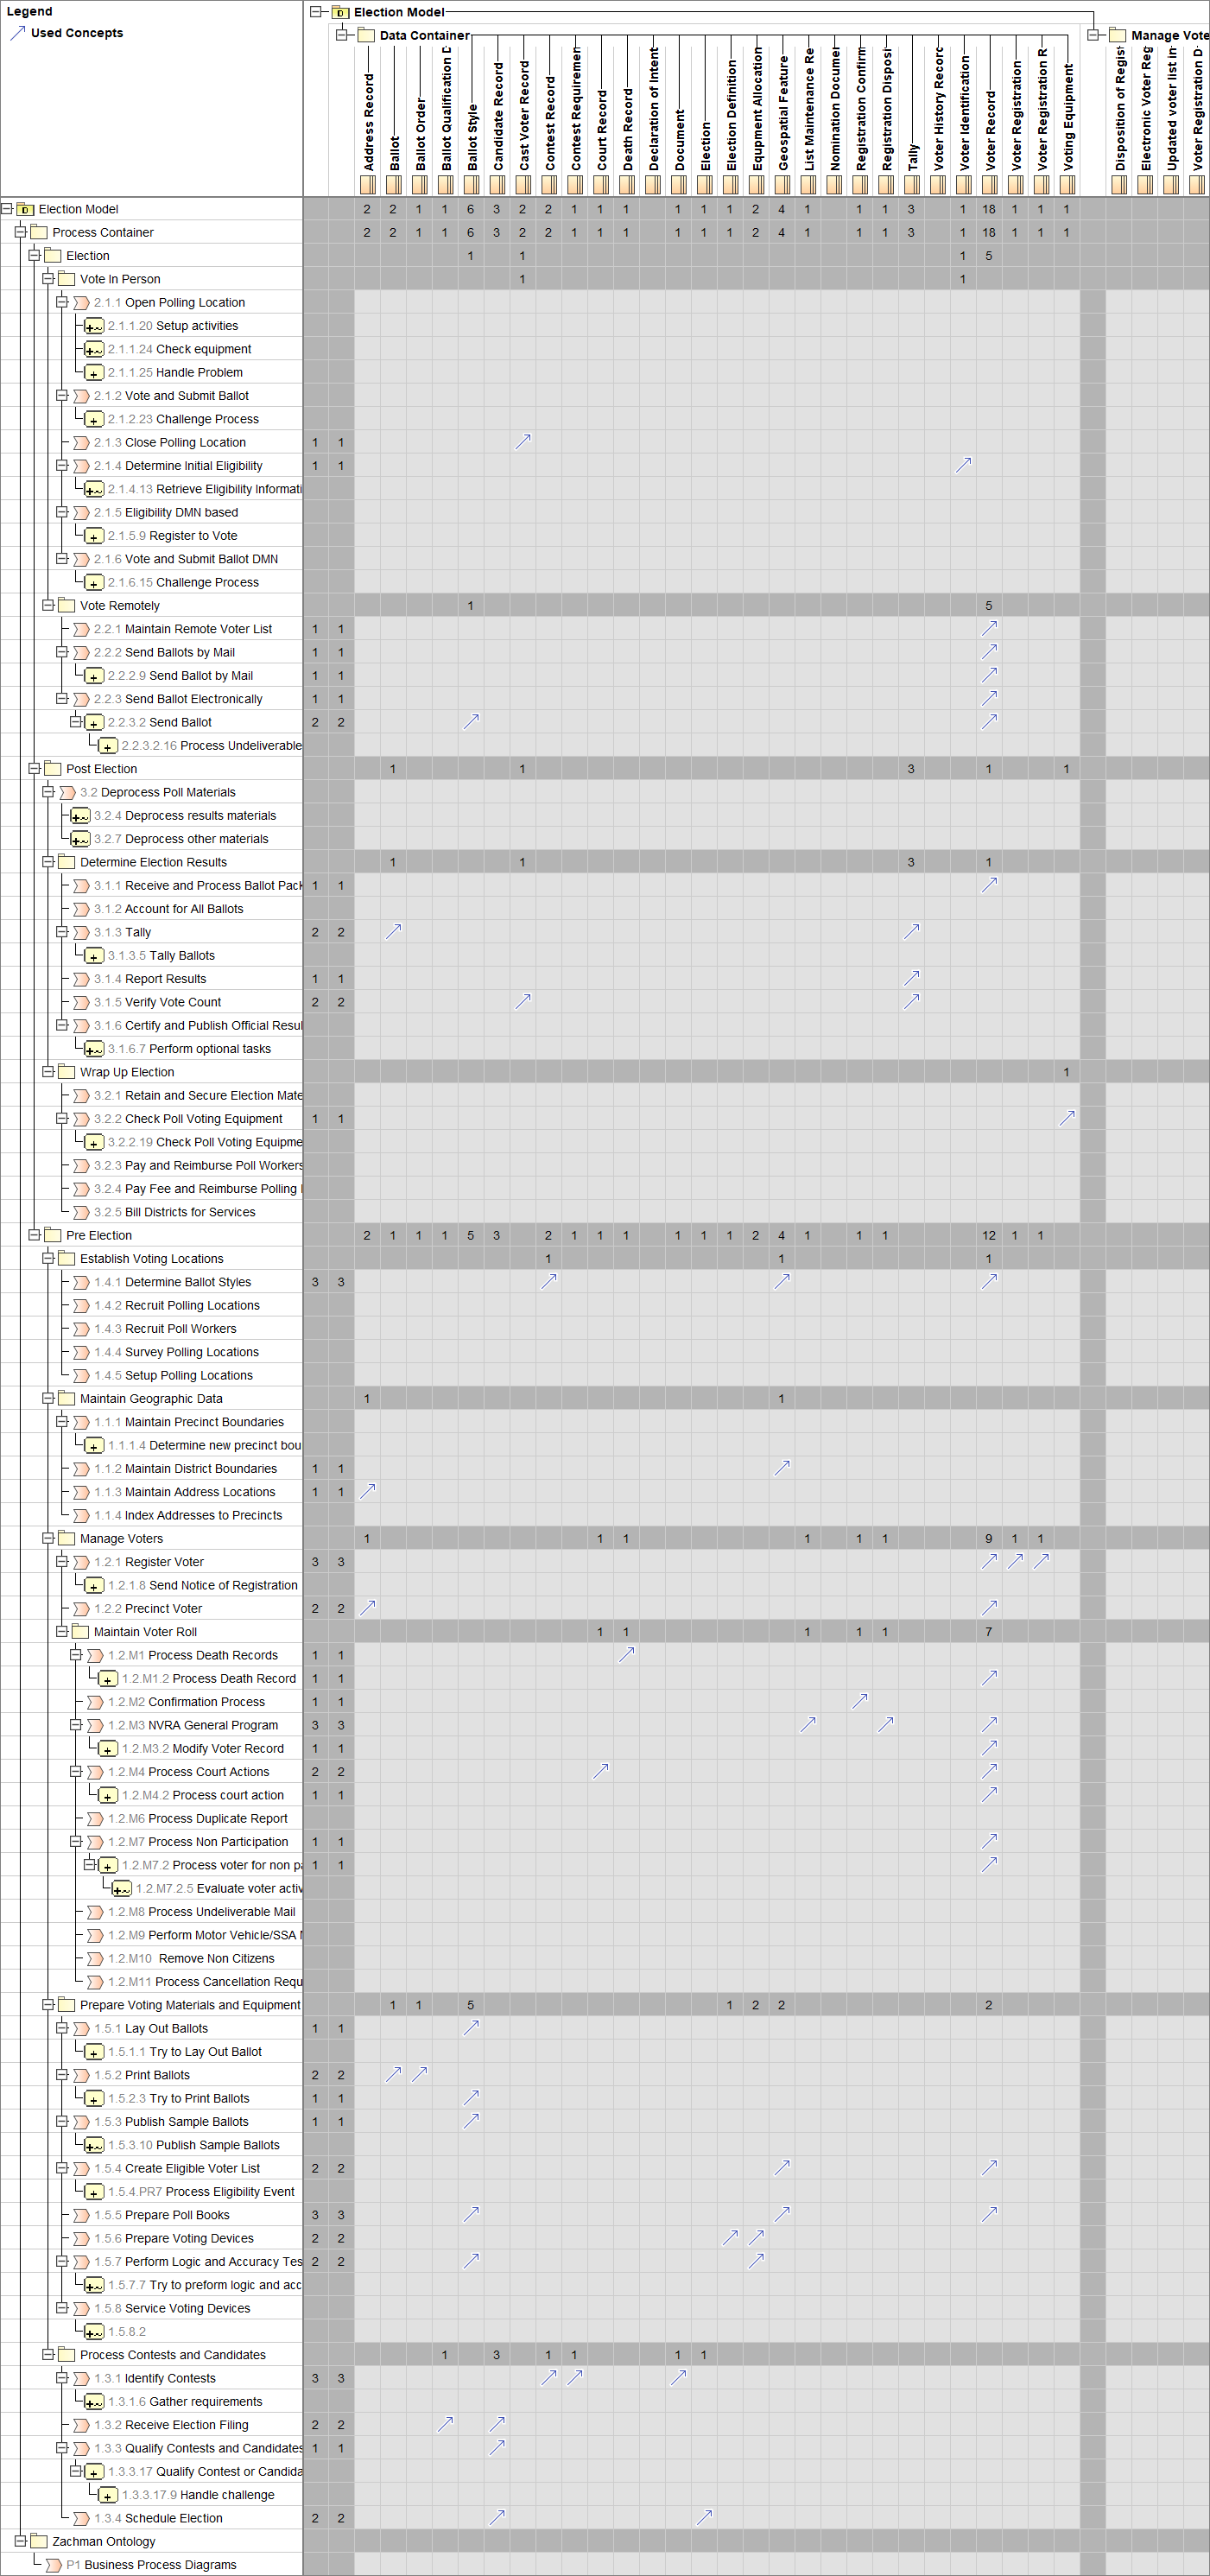 Legend
Used Concepts
Election Model
Data Container
Manage Vote
Address Record
Ballot
Ballot Order
Ballot Qualification D
Ballot Style
Candidate Record
Cast Voter Record
Contest Record
Contest Requiremen
Court Record
Death Record
Declaration of Intent
Document
Election
Election Definition
Equpment Allocation
Geospatial Feature
List Maintenance Re
Nomination Documer
Registration Confirm
Registration Disposi
Tally
Voter History Record
Voter Identification
Voter Record
Voter Registration
Voter Registration R
Voting Equipment
Disposition of Regist
Electronic Voter Reg
Updated voter list in
Voter Registration D
Election Model 2 2 1 1 6 3 2 2 1 1 1 1 1 1 2 4 1 1 1 3 1 18 1 1 1
Process Container 2 2 1 1 6 3 2 2 1 1 1 1 1 1 2 4 1 1 1 3 1 18 1 1 1
Election 1 1 1 5
Vote In Person 1 1
2.1.1 Open Polling Location
2.1.1.20 Setup activities
2.1.1.24 Check equipment
2.1.1.25 Handle Problem
2.1.2 Vote and Submit Ballot
2.1.2.23 Challenge Process
2.1.3 Close Polling Location 1 1
2.1.4 Determine Initial Eligibility 1 1
2.1.4.13 Retrieve Eligibility Informati
2.1.5 Eligibility DMN based
2.1.5.9 Register to Vote
2.1.6 Vote and Submit Ballot DMN
2.1.6.15 Challenge Process
Vote Remotely 1 5
2.2.1 Maintain Remote Voter List 1 1
2.2.2 Send Ballots by Mail 1 1
2.2.2.9 Send Ballot by Mail 1 1
2.2.3 Send Ballot Electronically 1 1
2.2.3.2 Send Ballot 2 2
2.2.3.2.16 Process Undeliverable
Post Election 1 1 3 1 1
3.2 Deprocess Poll Materials
3.2.4 Deprocess results materials
3.2.7 Deprocess other materials
Determine Election Results 1 1 3 1
3.1.1 Receive and Process Ballot Pack 1 1
3.1.2 Account for All Ballots
3.1.3 Tally 2 2
3.1.3.5 Tally Ballots
3.1.4 Report Results 1 1
3.1.5 Verify Vote Count 2 2
3.1.6 Certify and Publish Official Resul
3.1.6.7 Perform optional tasks
Wrap Up Election 1
3.2.1 Retain and Secure Election Mate
3.2.2 Check Poll Voting Equipment 1 1
3.2.2.19 Check Poll Voting Equipme
3.2.3 Pay and Reimburse Poll Workers
3.2.4 Pay Fee and Reimburse Polling
3.2.5 Bill Districts for Services
Pre Election 2 1 1 1 5 3 2 1 1 1 1 1 1 2 4 1 1 1 12 1 1
Establish Voting Locations 1 1 1
1.4.1 Determine Ballot Styles 3 3
1.4.2 Recruit Polling Locations
1.4.3 Recruit Poll Workers
1.4.4 Survey Polling Locations
1.4.5 Setup Polling Locations
Maintain Geographic Data 1 1
1.1.1 Maintain Precinct Boundaries
1.1.1.4 Determine new precinct bou
1.1.2 Maintain District Boundaries 1 1
1.1.3 Maintain Address Locations 1 1
1.1.4 Index Addresses to Precincts
Manage Voters 1 1 1 1 1 1 9 1 1
1.2.1 Register Voter 3 3
1.2.1.8 Send Notice of Registration
1.2.2 Precinct Voter 2 2
Maintain Voter Roll 1 1 1 1 1 7
1.2.M1 Process Death Records 1 1
1.2.M1.2 Process Death Record 1 1
1.2.M2 Confirmation Process 1 1
1.2.M3 NVRA General Program 3 3
1.2.M3.2 Modify Voter Record 1 1
1.2.M4 Process Court Actions 2 2
1.2.M4.2 Process court action 1 1
1.2.M6 Process Duplicate Report
1.2.M7 Process Non Participation 1 1
1.2.M7.2 Process voter for non pa 1 1
1.2.M7.2.5 Evaluate voter activ
1.2.M8 Process Undeliverable Mail
1.2.M9 Perform Motor Vehicle/SSA
1.2.M10 Remove Non Citizens
1.2.M11 Process Cancellation Requ
Prepare Voting Materials and Equipment 1 1 5 1 2 2 2
1.5.1 Lay Out Ballots 1 1
1.5.1.1 Try to Lay Out Ballot
1.5.2 Print Ballots 2 2
1.5.2.3 Try to Print Ballots 1 1
1.5.3 Publish Sample Ballots 1 1
1.5.3.10 Publish Sample Ballots
1.5.4 Create Eligible Voter List 2 2
1.5.4.PR7 Process Eligibility Event
1.5.5 Prepare Poll Books 3 3
1.5.6 Prepare Voting Devices 2 2
1.5.7 Perform Logic and Accuracy Tes 2 2
1.5.7.7 Try to preform logic and acc
1.5.8 Service Voting Devices
1.5.8.2
Process Contests and Candidates 1 3 1 1 1 1
1.3.1 Identify Contests 3 3
1.3.1.6 Gather requirements
1.3.2 Receive Election Filing 2 2
1.3.3 Qualify Contests and Candidates 1 1
1.3.3.17 Qualify Contest or Candida
1.3.3.17.9 Handle challenge
1.3.4 Schedule Election 2 2
Zachman Ontology
P1 Business Process Diagrams